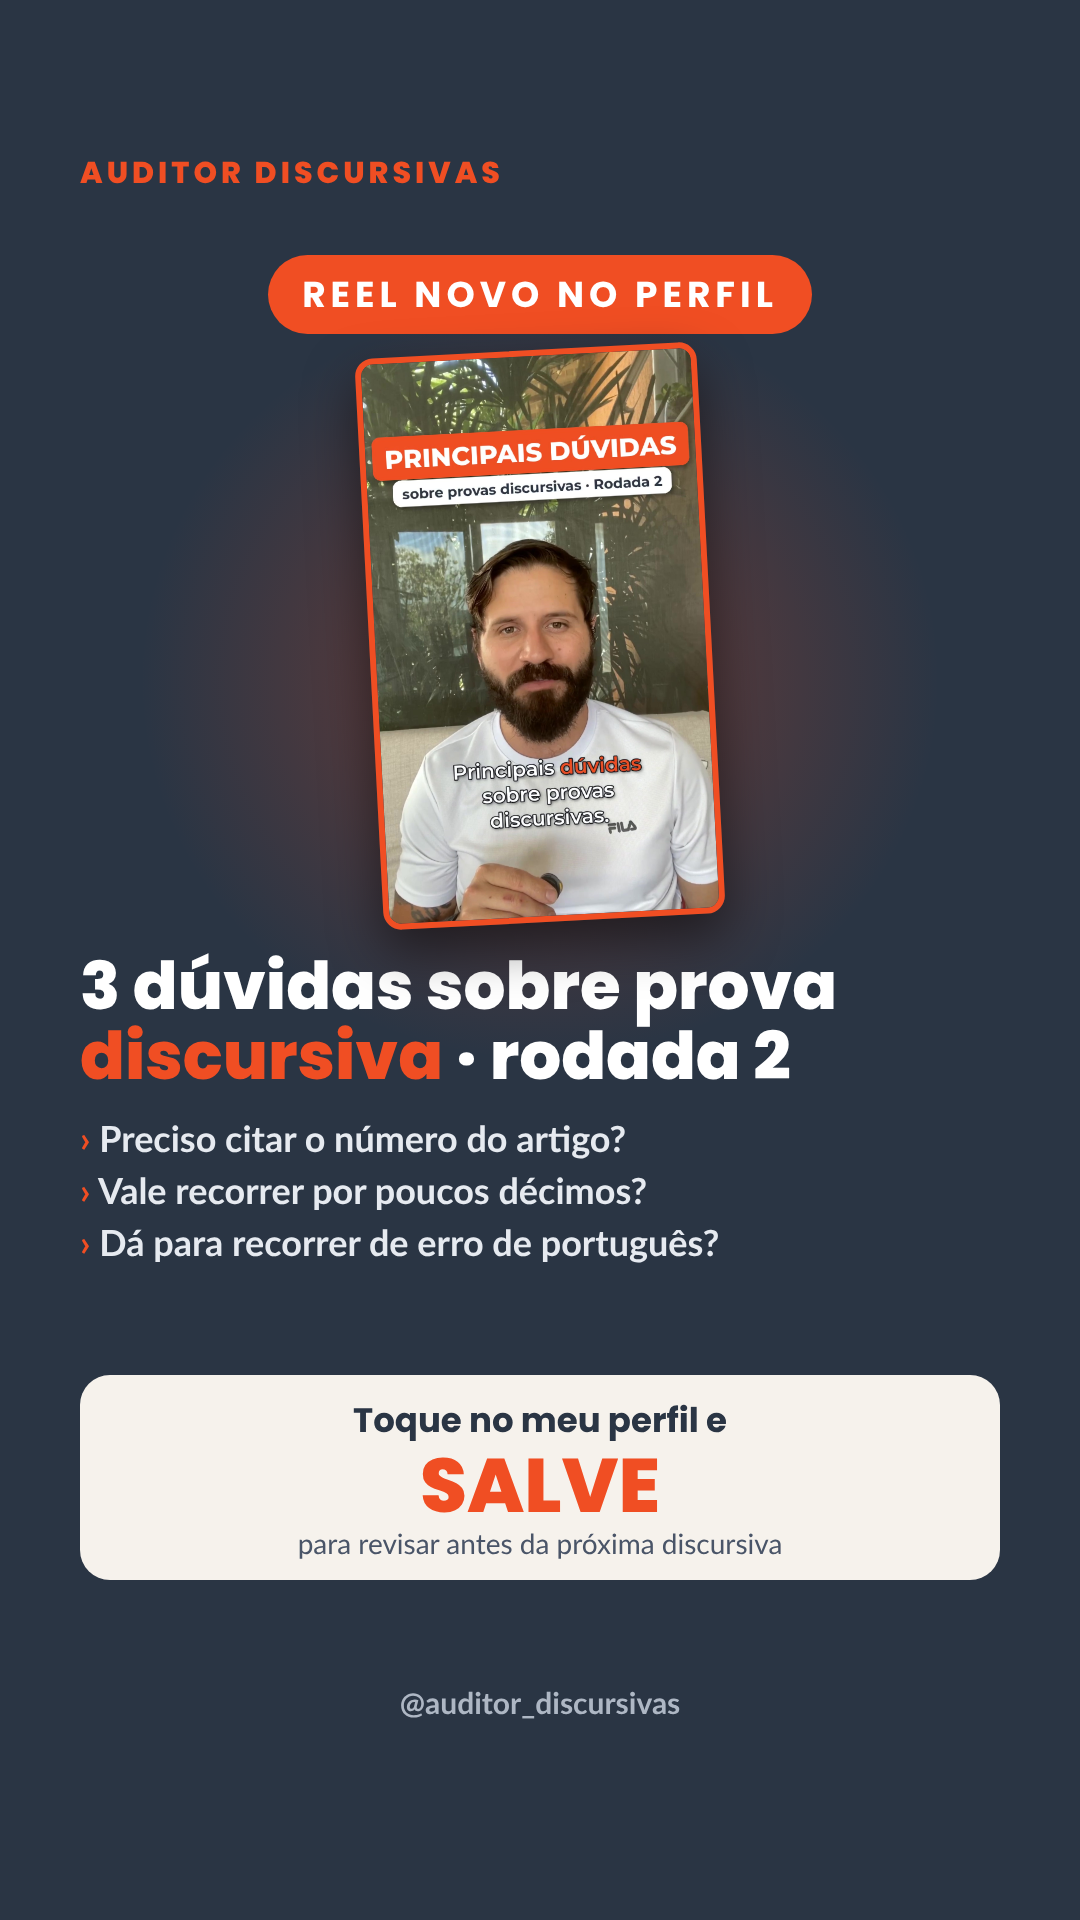 AUDITOR DISCURSIVAS
REEL NOVO NO PERFIL
PRINCIPAIS DÚVIDAS
sobre provas discursivas · Rodada 2
Principais dúvidas
sobre provas
discursivas.
FILA
3 dúvidas sobre prova
discursiva · rodada 2
› Preciso citar o número do artigo?
› Vale recorrer por poucos décimos?
› Dá para recorrer de erro de português?
Toque no meu perfil e
SALVE
para revisar antes da próxima discursiva
@auditor_discursivas